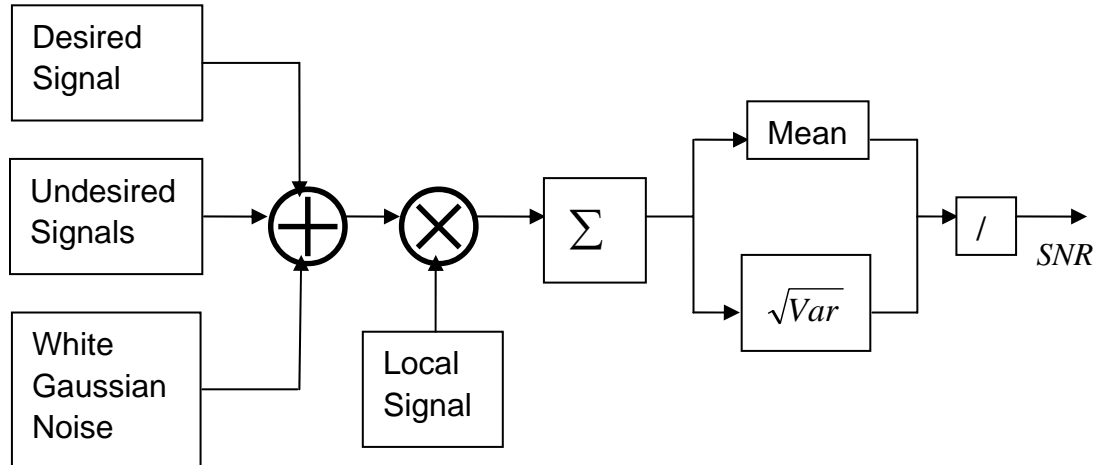 Desired
Signal
Undesired
Signals
White
Gaussian
Noise
Local
Signal
Σ
Mean
√Var
/
SNR